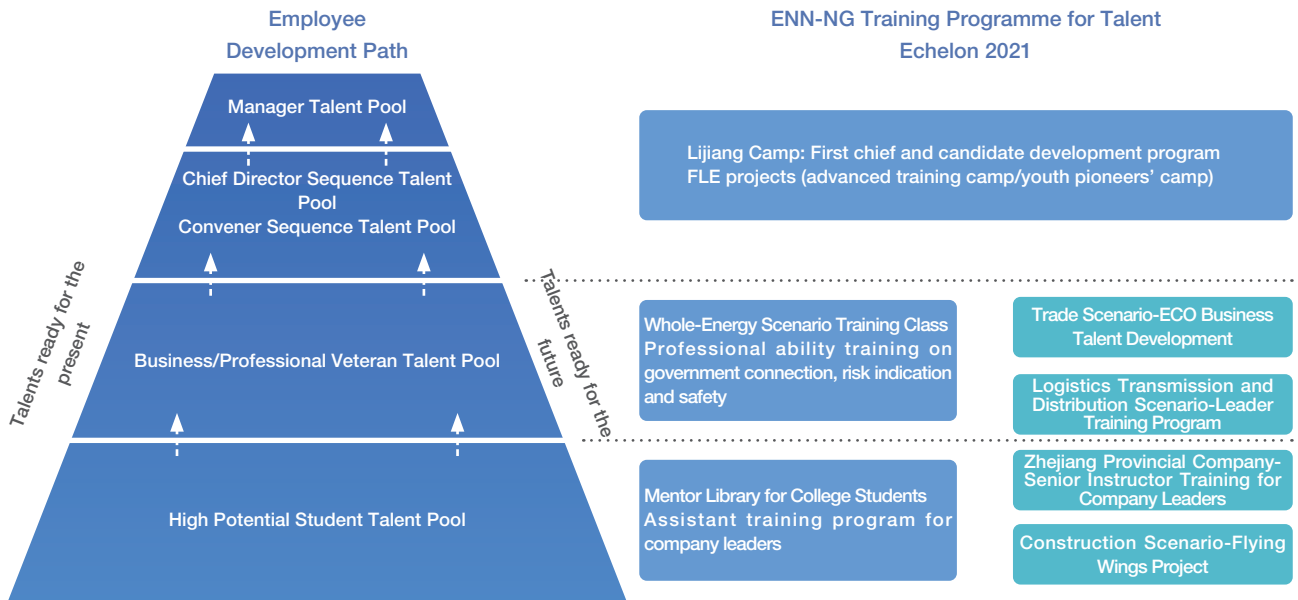 Employee
Development Path
ENN-NG Training Programme for Talent
Echelon 2021
Manager Talent Pool
Chief Director Sequence Talent
Pool
Convener Sequence Talent Pool
Business/Professional Veteran Talent Pool
High Potential Student Talent Pool
Talents ready for the
present
Talents ready for the
future
Lijiang Camp: First chief and candidate development program
FLE projects (advanced training camp/youth pioneers’ camp)
Whole-Energy Scenario Training Class
Professional ability training on
government connection, risk indication
and safety
Trade Scenario-ECO Business
Talent Development
Logistics Transmission and
Distribution Scenario-Leader
Training Program
Mentor Library for College Students
Assistant training program for
company leaders
Zhejiang Provincial Company-
Senior Instructor Training for
Company Leaders
Construction Scenario-Flying
Wings Project